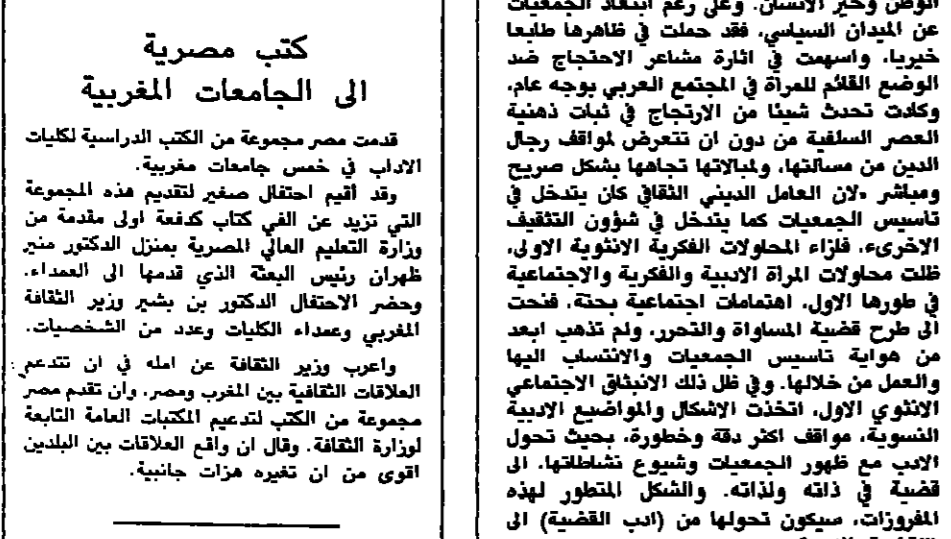 الوطن وخير الانسان. وعلى رغم ابتعاد الجمعيات
عن الميدان السياسي، فقد حملت في ظاهرها طابعا
خيريا، واسهمت في اثارة مشاعر الاحتجاج ضد
الوضع القائم للمرأة في المجتمع العربي بوجه عام،
وكادت تحدث شيئا من الارتجاج في ثبات ذهنية
العصر السلفية من دون ان تتعرض لمواقف رجال
الدين من مسالتها، ولمبالاتها تجاهها بشكل صريح
ومباشر «لان العامل الديني الثقافي كان يتدخل في
تاسيس الجمعيات كما يتدخل في شؤون التثقيف
الاخرى»، فازاء المحاولات الفكرية الانثوية الاولى،
ظلت محاولات المرأة الادبية والفكرية والاجتماعية
في طورها الاول، اهتمامات اجتماعية بحتة، فنحت
الى طرح قضية المساواة والتحرر، ولم تذهب ابعد
من هواية تاسيس الجمعيات والانتساب اليها
والعمل من خلالها. وفي ظل ذلك الانبثاق الاجتماعي
الانثوي الاول، اتخذت الاشكال والمواضيع الادبية
النسوية، مواقف اكثر دقة وخطورة، بحيث تحول
الادب مع ظهور الجمعيات وشيوع نشاطاتها، الى
قضية في ذاته ولذاته. والشكل المتطور لهذه
المفروزات، سيكون تحولها من (ادب القضية) الى
كتب مصرية
الى الجامعات المغربية
قدمت مصر مجموعة من الكتب الدراسية لكليات
الاداب في خمس جامعات مغربية.
وقد أقيم احتفال صغير لتقديم هذه المجموعة
التي تزيد عن الفي كتاب كدفعة اولى مقدمة من
وزارة التعليم العالي المصرية بمنزل الدكتور منير
ظهران رئيس البعثة الذي قدمها الى العمداء.
وحضر الاحتفال الدكتور بن بشير وزير الثقافة
المغربي وعمداء الكليات وعدد من الشخصيات.
واعرب وزير الثقافة عن امله في ان تتدعم
العلاقات الثقافية بين المغرب ومصر، وان تقدم مصر
مجموعة من الكتب لتدعيم المكتبات العامة التابعة
لوزارة الثقافة. وقال ان واقع العلاقات بين البلدين
اقوى من ان تغيره هزات جانبية.